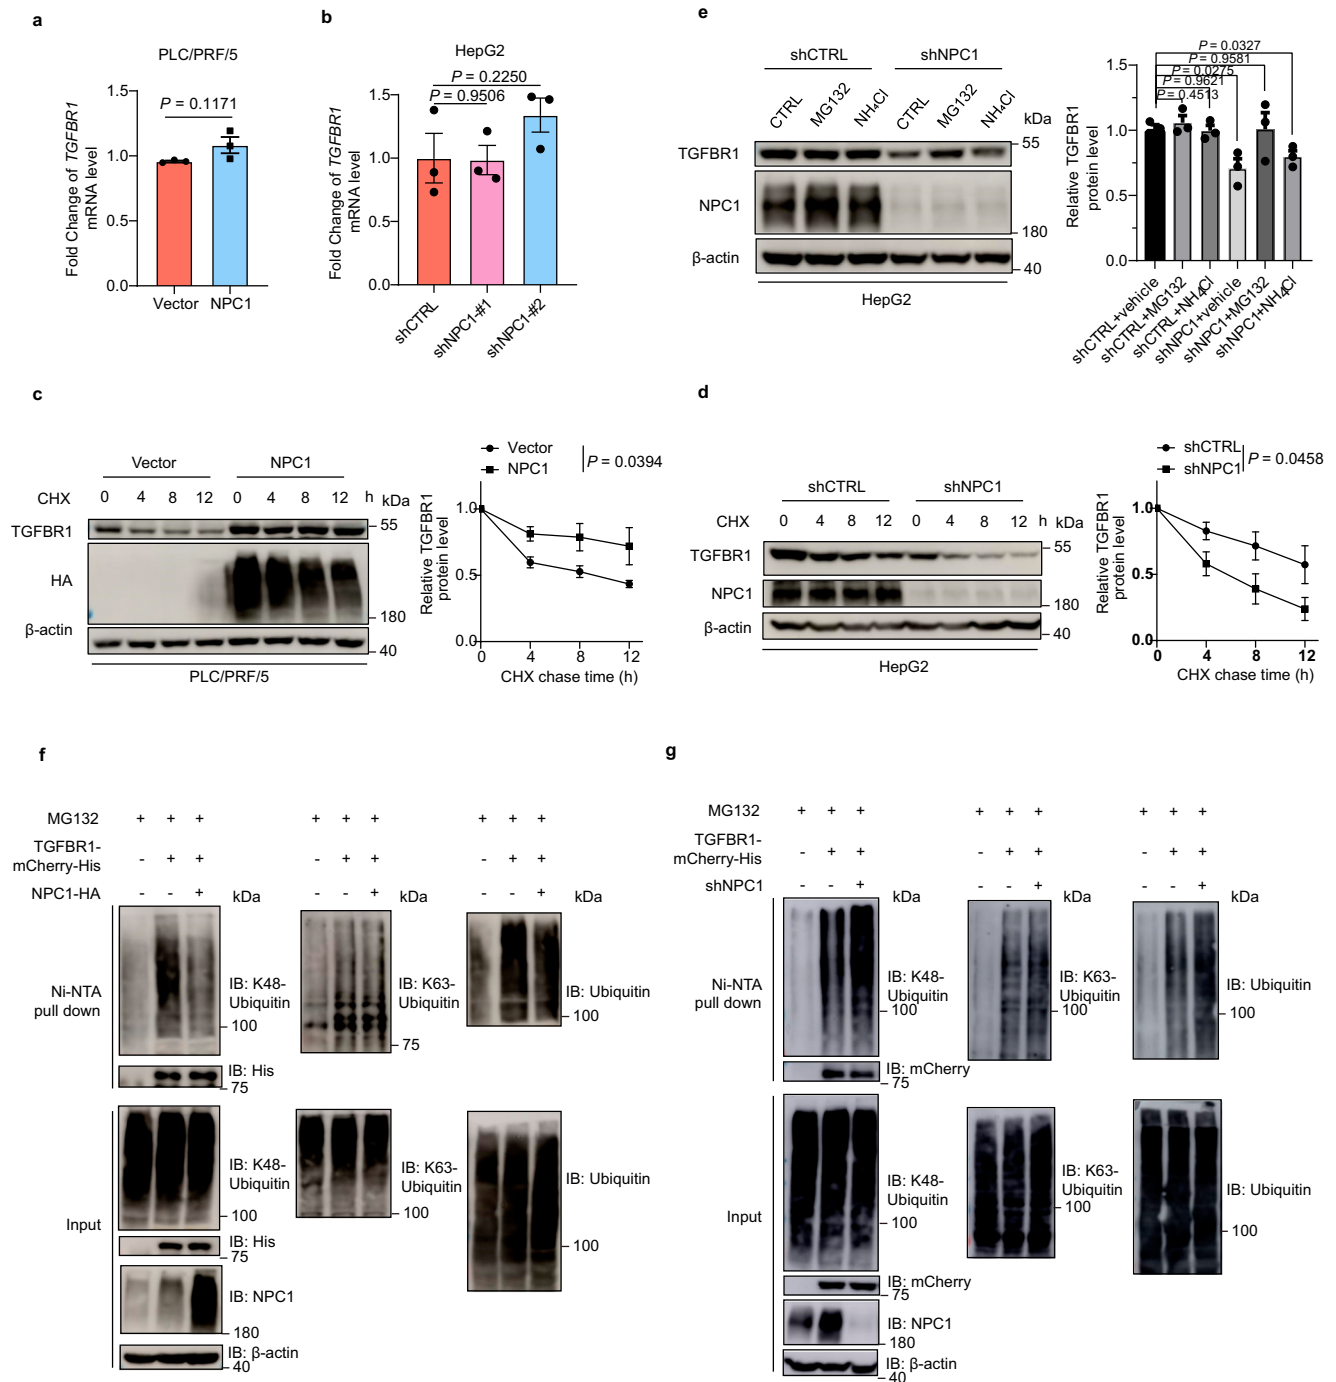 a
PLC/PRF/5
Fold Change of TGFBR1
mRNA level
1.5
1.0
0.5
0.0
P = 0.1171
Vector
NPC1
b
HepG2
Fold Change of TGFBR1
mRNA level
1.5
1.0
0.5
0.0
P = 0.2250
P = 0.9506
shCTRL
shNPC1-#1
shNPC1-#2
e
shCTRL
shNPC1
CTRL
MG132
NH₄Cl
CTRL
MG132
NH₄Cl
kDa
TGFBR1
55
NPC1
180
β-actin
40
HepG2
Relative TGFBR1
protein level
1.5
1.0
0.5
0.0
P = 0.0327
P = 0.9581
P = 0.0275
P = 0.9621
P = 0.4513
shCTRL+vehicle
shCTRL+MG132
shCTRL+NH₄Cl
shNPC1+vehicle
shNPC1+MG132
shNPC1+NH₄Cl
c
Vector
NPC1
CHX
0 4 8 12 0 4 8 12 h kDa
TGFBR1
55
HA
180
β-actin
40
PLC/PRF/5
Vector
NPC1
P = 0.0394
Relative TGFBR1
protein level
1.0
0.5
0.0
0 4 8 12
CHX chase time (h)
d
shCTRL
shNPC1
CHX
0 4 8 12 0 4 8 12 h kDa
TGFBR1
55
NPC1
180
β-actin
40
HepG2
shCTRL
shNPC1
P = 0.0458
Relative TGFBR1
protein level
1.0
0.5
0.0
0 4 8 12
CHX chase time (h)
f
MG132 + + + + + + + + +
TGFBR1-
mCherry-His - + + - + + - + +
NPC1-HA - - + - - + - - +
kDa
kDa
kDa
Ni-NTA
pull down
IB: K48-
Ubiquitin
100
IB: K63-
Ubiquitin
75
IB: Ubiquitin
100
IB: His
75
Input
IB: K48-
Ubiquitin
100
IB: K63-
Ubiquitin
100
IB: Ubiquitin
100
IB: His
75
IB: NPC1
180
IB: β-actin
40
g
MG132 + + + + + + + + +
TGFBR1-
mCherry-His - + + - + + - + +
shNPC1 - - + - - + - - +
kDa
kDa
kDa
Ni-NTA
pull down
IB: K48-
Ubiquitin
100
IB: K63-
Ubiquitin
100
IB: Ubiquitin
100
IB: mCherry
75
Input
IB: K48-
Ubiquitin
100
IB: K63-
Ubiquitin
100
IB: Ubiquitin
100
IB: mCherry
75
IB: NPC1
180
IB: β-actin
40